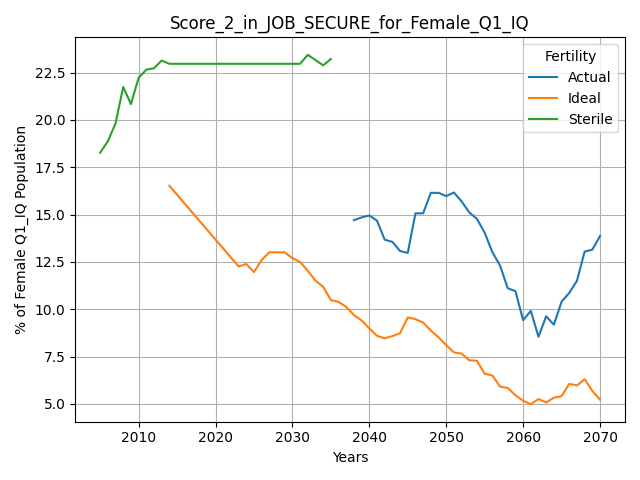 Score_2_in_JOB_SECURE_for_Female_Q1_IQ
Fertility
Actual
Ideal
Sterile
% of Female Q1_IQ Population
22.5
20.0
17.5
15.0
12.5
10.0
7.5
5.0
2010 2020 2030 2040 2050 2060 2070
Years